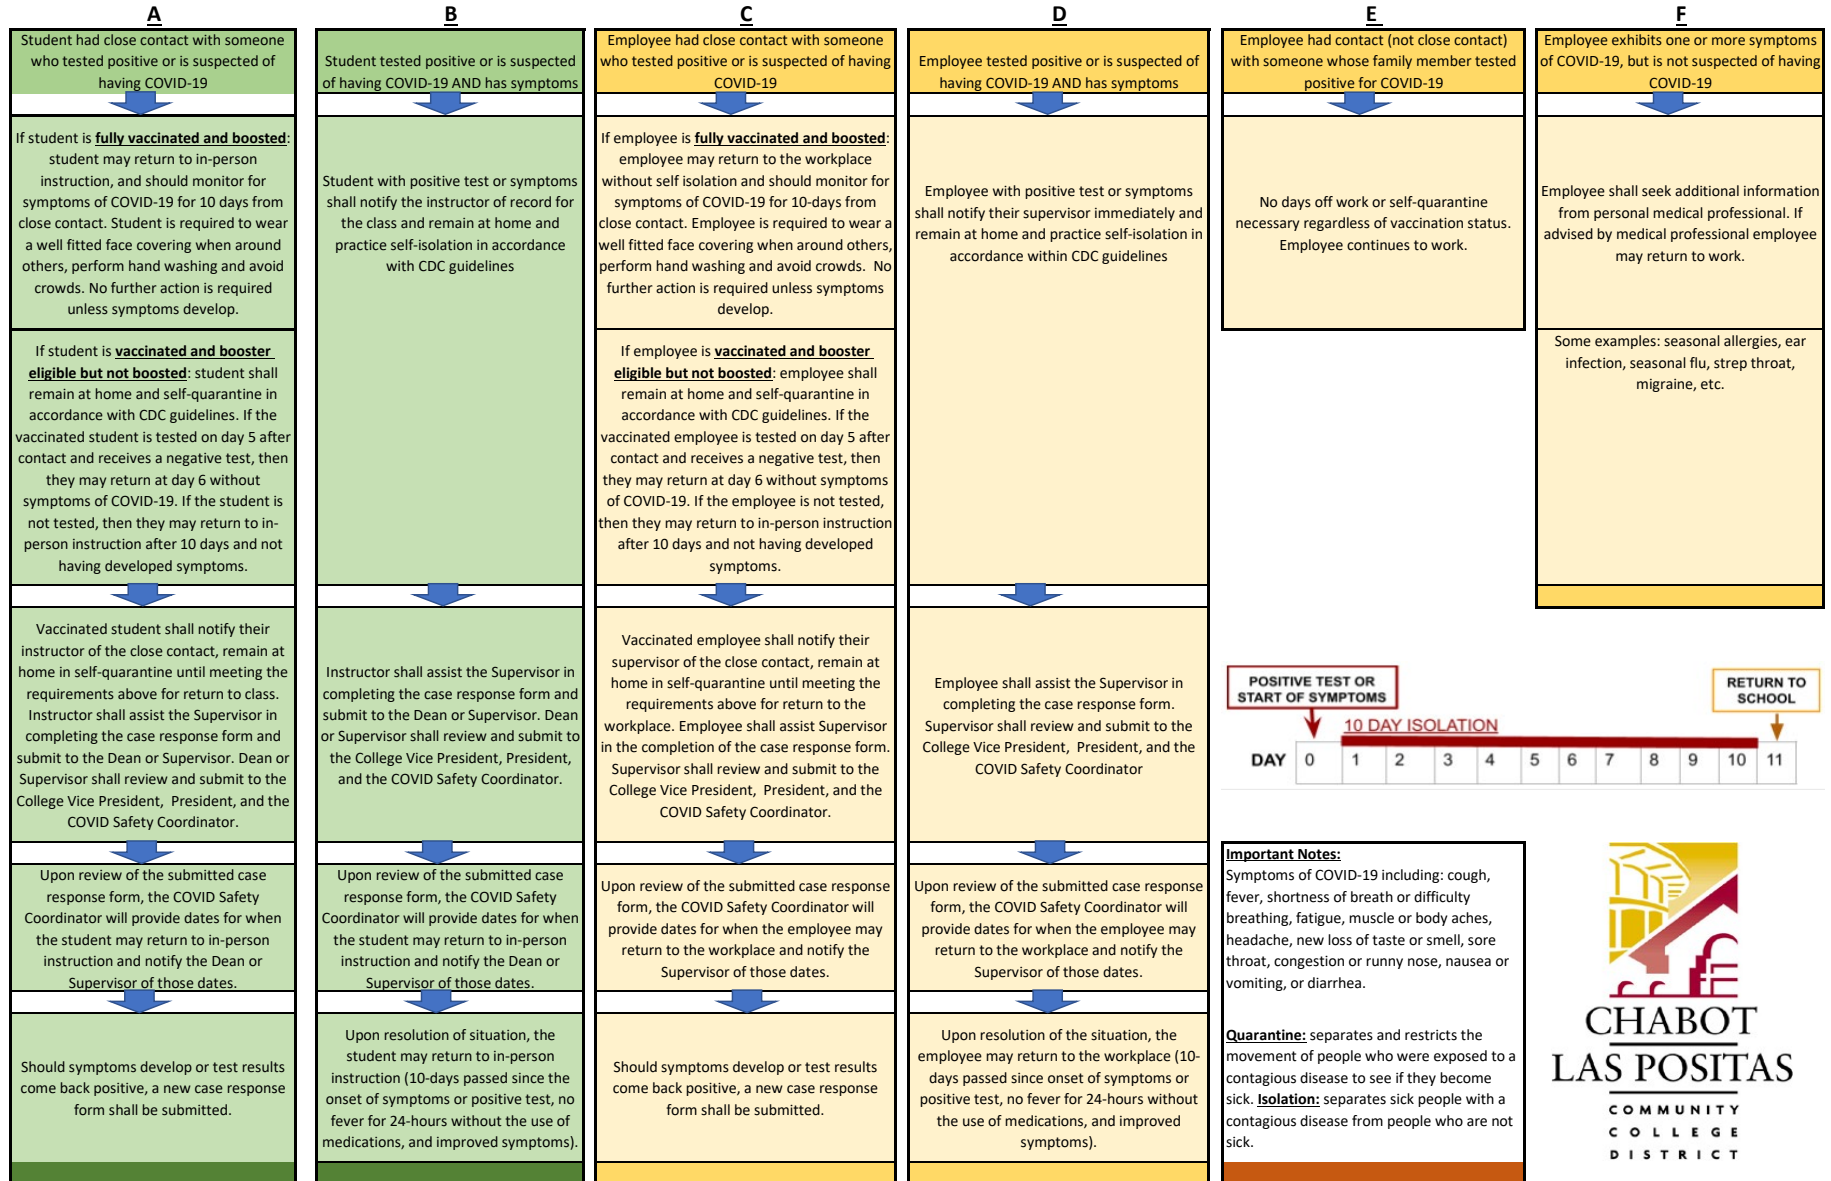 A
Student had close contact with someone
who tested positive or is suspected of
having COVID-19
If student is fully vaccinated and boosted:
student may return to in-person
instruction, and should monitor for
symptoms of COVID-19 for 10 days from
close contact. Student is required to wear
a well fitted face covering when around
others, perform hand washing and avoid
crowds. No further action is required
unless symptoms develop.
If student is vaccinated and booster
eligible but not boosted: student shall
remain at home and self-quarantine in
accordance with CDC guidelines. If the
vaccinated student is tested on day 5 after
contact and receives a negative test, then
they may return at day 6 without
symptoms of COVID-19. If the student is
not tested, then they may return to in-
person instruction after 10 days and not
having developed symptoms.
Vaccinated student shall notify their
instructor of the close contact, remain at
home in self-quarantine until meeting the
requirements above for return to class.
Instructor shall assist the Supervisor in
completing the case response form and
submit to the Dean or Supervisor. Dean or
Supervisor shall review and submit to the
College Vice President, President, and the
COVID Safety Coordinator.
Upon review of the submitted case
response form, the COVID Safety
Coordinator will provide dates for when
the student may return to in-person
instruction and notify the Dean or
Supervisor of those dates.
Should symptoms develop or test results
come back positive, a new case response
form shall be submitted.
B
Student tested positive or is suspected
of having COVID-19 AND has symptoms
Student with positive test or symptoms
shall notify the instructor of record for
the class and remain at home and
practice self-isolation in accordance
with CDC guidelines
Instructor shall assist the Supervisor in
completing the case response form and
submit to the Dean or Supervisor. Dean
or Supervisor shall review and submit to
the College Vice President, President,
and the COVID Safety Coordinator.
Upon review of the submitted case
response form, the COVID Safety
Coordinator will provide dates for when
the student may return to in-person
instruction and notify the Dean or
Supervisor of those dates.
Upon resolution of situation, the
student may return to in-person
instruction (10-days passed since the
onset of symptoms or positive test, no
fever for 24-hours without the use of
medications, and improved symptoms).
C
Employee had close contact with someone
who tested positive or is suspected of having
COVID-19
If employee is fully vaccinated and boosted:
employee may return to the workplace
without self isolation and should monitor for
symptoms of COVID-19 for 10-days from
close contact. Employee is required to wear a
well fitted face covering when around others,
perform hand washing and avoid crowds. No
further action is required unless symptoms
develop.
If employee is vaccinated and booster
eligible but not boosted: employee shall
remain at home and self-quarantine in
accordance with CDC guidelines. If the
vaccinated employee is tested on day 5 after
contact and receives a negative test, then
they may return at day 6 without symptoms
of COVID-19. If the employee is not tested,
then they may return to in-person instruction
after 10 days and not having developed
symptoms.
Vaccinated employee shall notify their
supervisor of the close contact, remain at
home in self-quarantine until meeting the
requirements above for return to the
workplace. Employee shall assist Supervisor
in the completion of the case response form.
Supervisor shall review and submit to the
College Vice President, President, and the
COVID Safety Coordinator.
Upon review of the submitted case response
form, the COVID Safety Coordinator will
provide dates for when the employee may
return to the workplace and notify the
Supervisor of those dates.
Should symptoms develop or test results
come back positive, a new case response
form shall be submitted.
D
Employee tested positive or is suspected of
having COVID-19 AND has symptoms
Employee with positive test or symptoms
shall notify their supervisor immediately and
remain at home and practice self-isolation in
accordance within CDC guidelines
Employee shall assist the Supervisor in
completing the case response form.
Supervisor shall review and submit to the
College Vice President, President, and the
COVID Safety Coordinator
Upon review of the submitted case response
form, the COVID Safety Coordinator will
provide dates for when the employee may
return to the workplace and notify the
Supervisor of those dates.
Upon resolution of the situation, the
employee may return to the workplace (10-
days passed since onset of symptoms or
positive test, no fever for 24-hours without
the use of medications, and improved
symptoms).
E
Employee had contact (not close contact)
with someone whose family member tested
positive for COVID-19
No days off work or self-quarantine
necessary regardless of vaccination status.
Employee continues to work.
F
Employee exhibits one or more symptoms
of COVID-19, but is not suspected of having
COVID-19
Employee shall seek additional information
from personal medical professional. If
advised by medical professional employee
may return to work.
Some examples: seasonal allergies, ear
infection, seasonal flu, strep throat,
migraine, etc.
POSITIVE TEST OR
START OF SYMPTOMS
RETURN TO
SCHOOL
10 DAY ISOLATION
DAY 0 1 2 3 4 5 6 7 8 9 10 11
Important Notes:
Symptoms of COVID-19 including: cough,
fever, shortness of breath or difficulty
breathing, fatigue, muscle or body aches,
headache, new loss of taste or smell, sore
throat, congestion or runny nose, nausea or
vomiting, or diarrhea.
Quarantine: separates and restricts the
movement of people who were exposed to a
contagious disease to see if they become
sick. Isolation: separates sick people with a
contagious disease from people who are not
sick.
CHABOT
LAS POSITAS
COMMUNITY
COLLEGE
DISTRICT